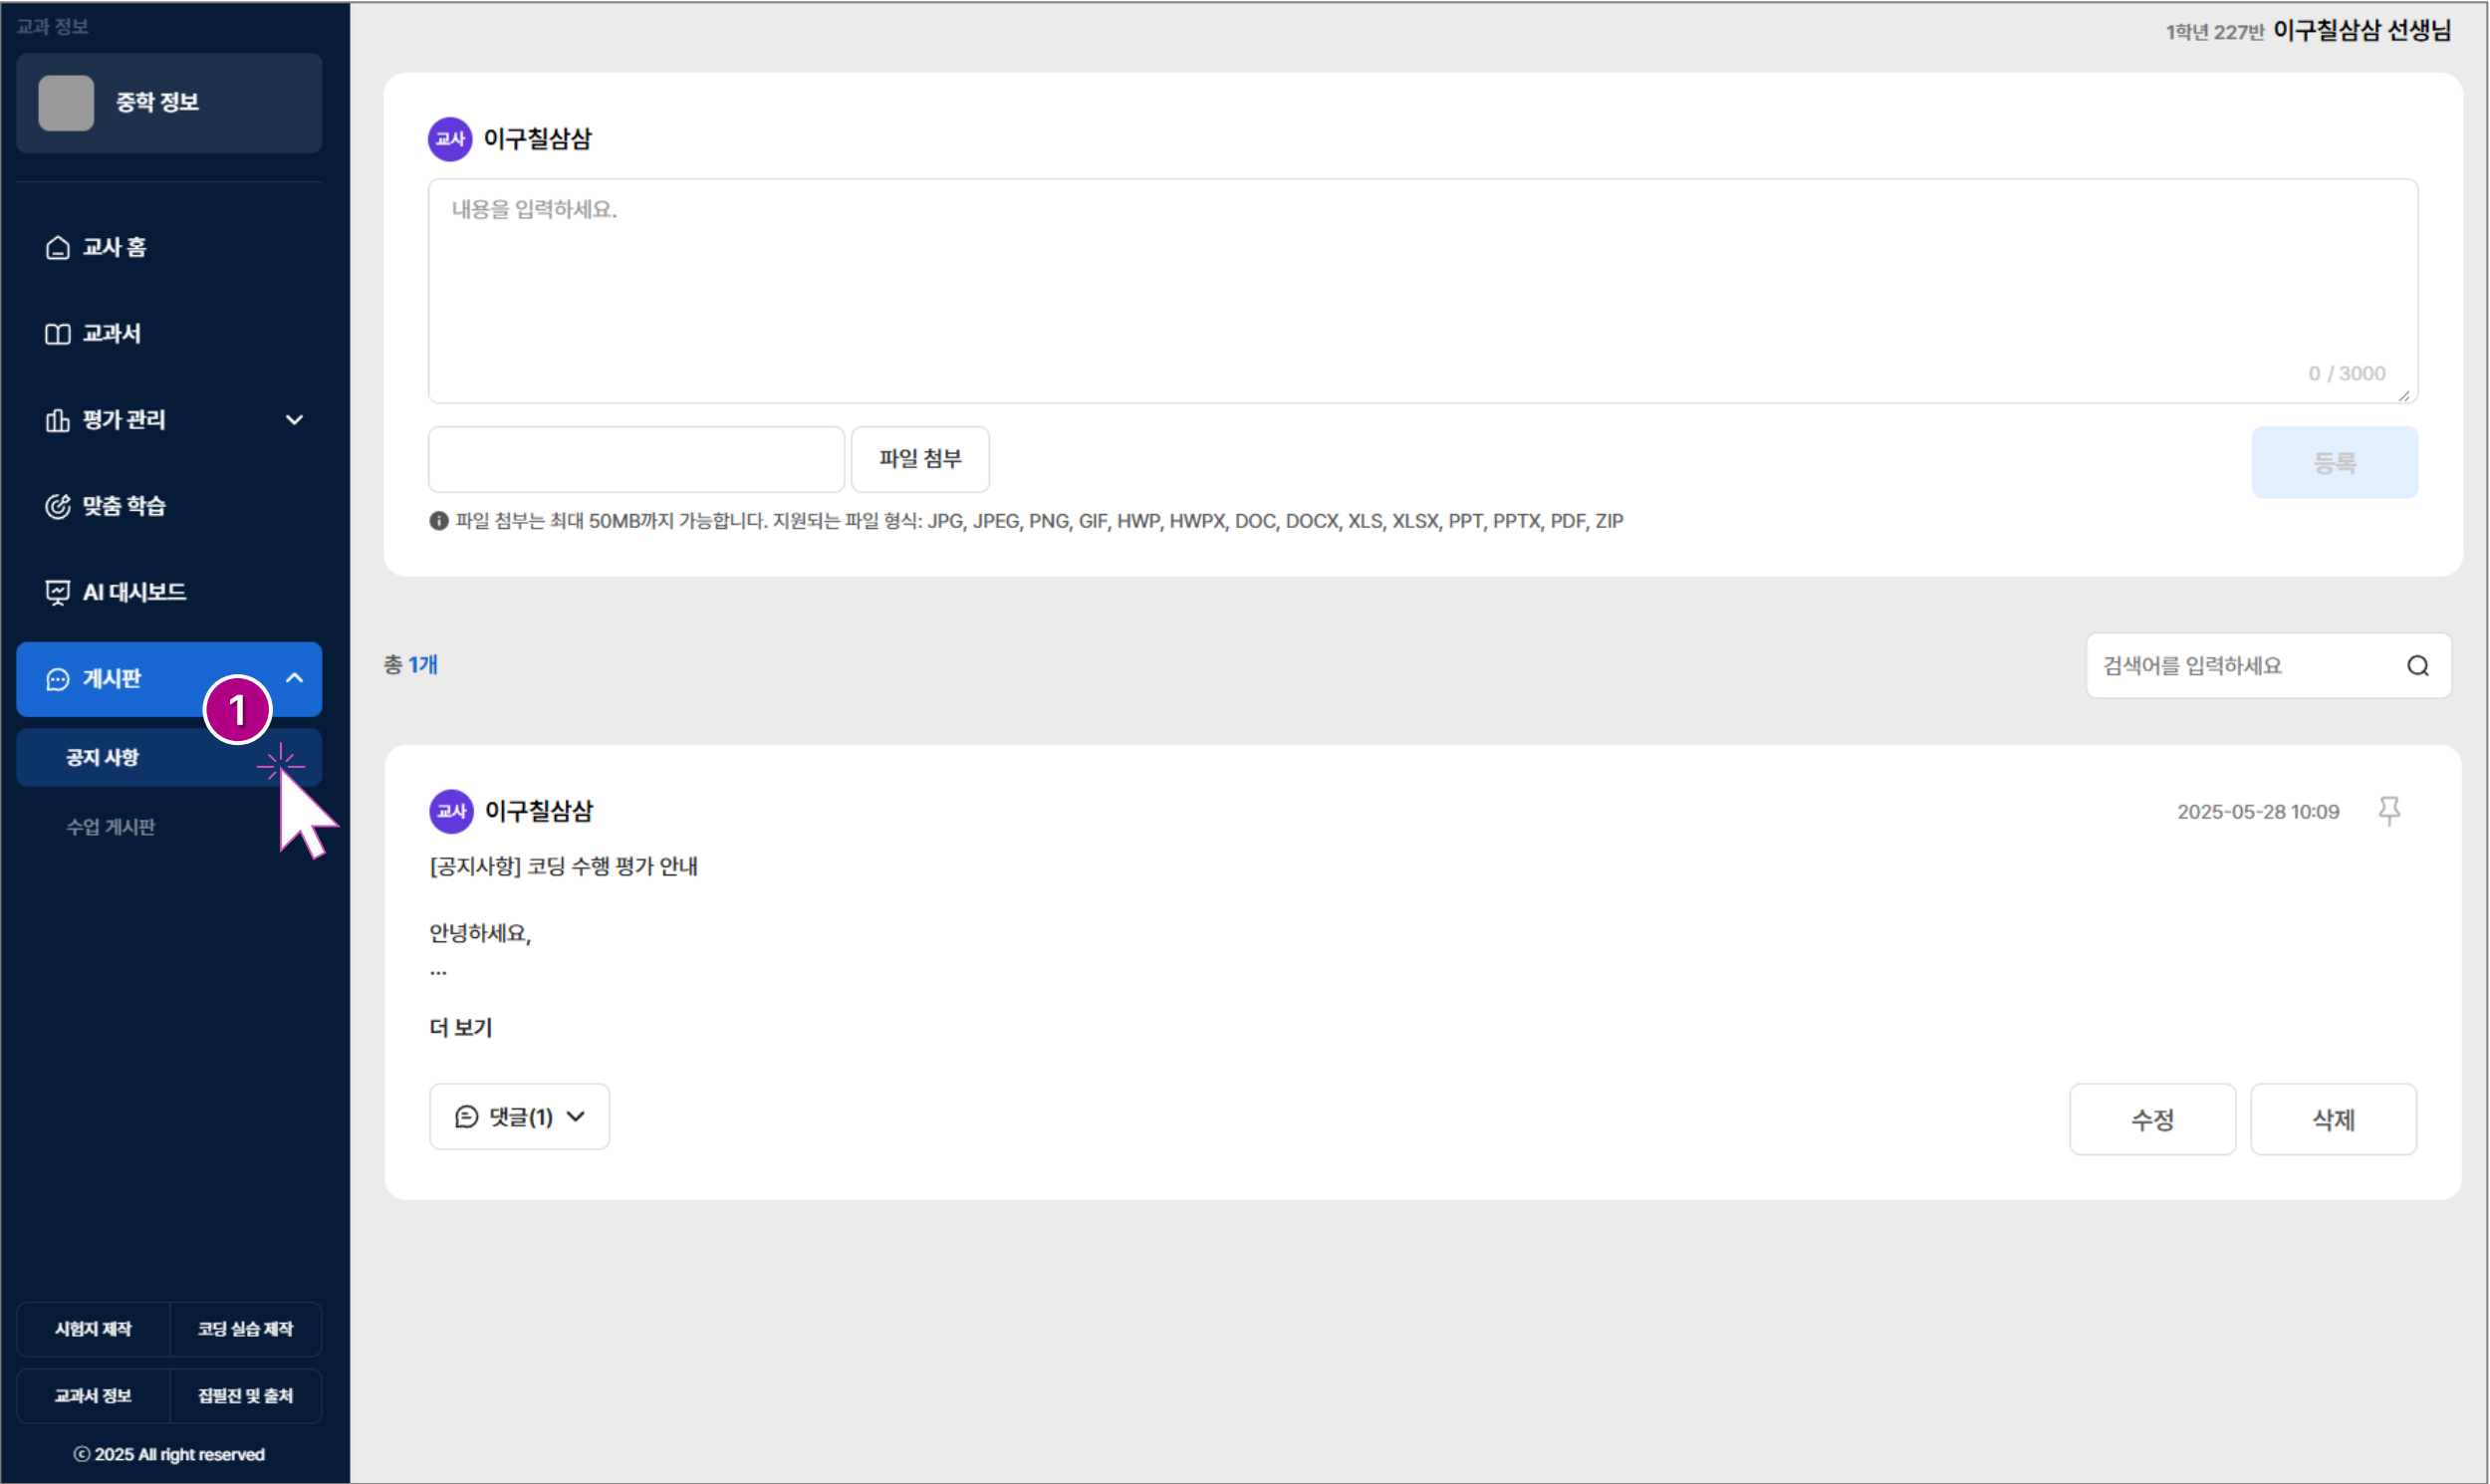 교과 정보
중학 정보
교사 홈
교과서
평가 관리
맞춤 학습
AI 대시보드
게시판
1
공지 사항
수업 게시판
시험지 제작 코딩 실습 제작
교과서 정보 집필진 및 출처
ⓒ 2025 All right reserved
1학년 227반 이구칠삼삼 선생님
교사 이구칠삼삼
내용을 입력하세요.
0 / 3000
파일 첨부 등록
파일 첨부는 최대 50MB까지 가능합니다. 지원되는 파일 형식: JPG, JPEG, PNG, GIF, HWP, HWPX, DOC, DOCX, XLS, XLSX, PPT, PPTX, PDF, ZIP
총 1개 검색어를 입력하세요
교사 이구칠삼삼 2025-05-28 10:09
[공지사항] 코딩 수행 평가 안내
안녕하세요,
...
더 보기
댓글(1) 수정 삭제